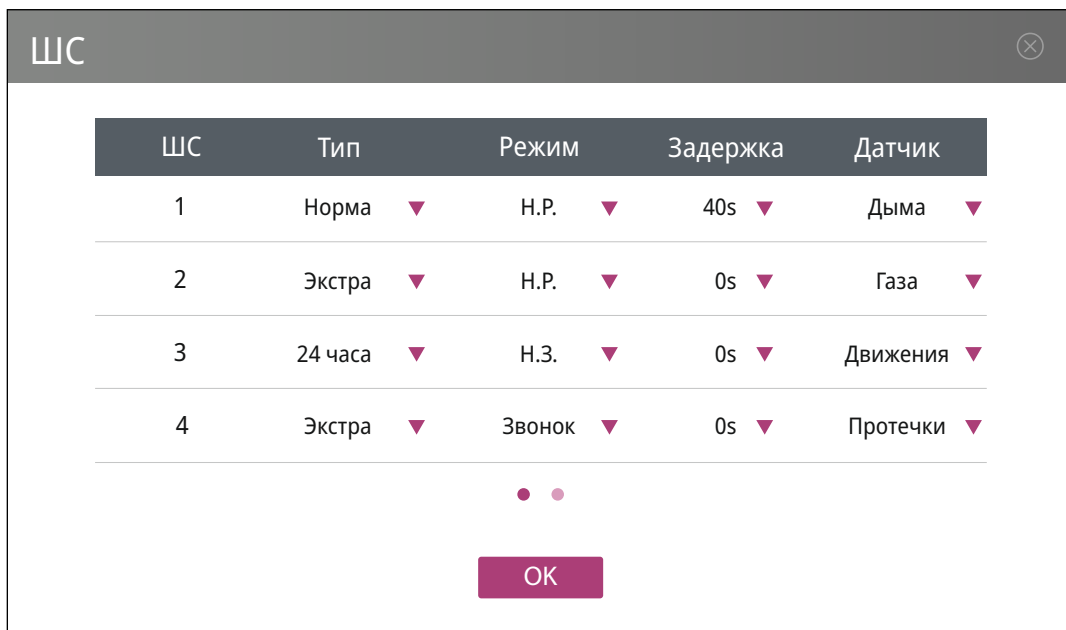 ШС
ШС Тип Режим Задержка Датчик
1 Норма Н.Р. 40s Дыма
2 Экстра Н.Р. 0s Газа
3 24 часа Н.З. 0s Движения
4 Экстра Звонок 0s Протечки
OK